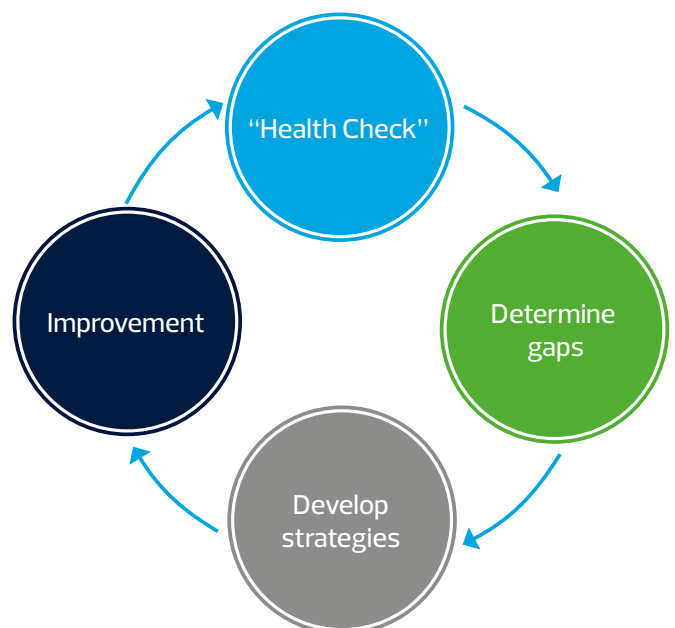 “Health Check”
Determine
gaps
Develop
strategies
Improvement